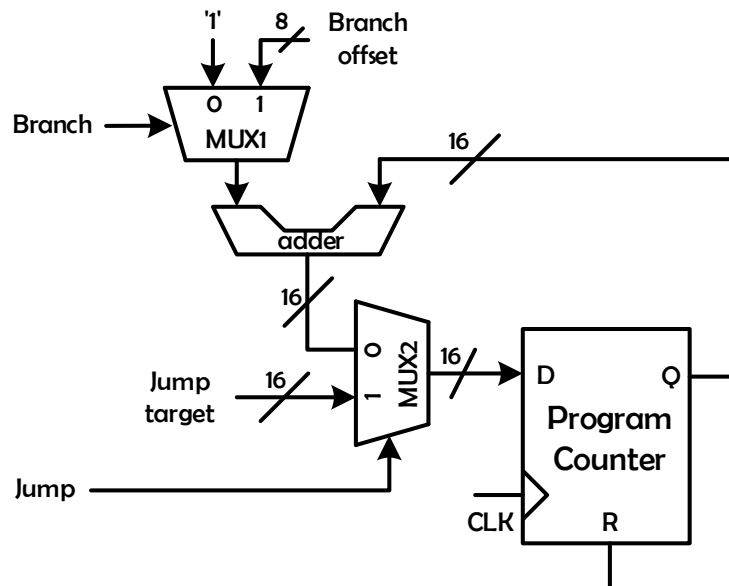 '1'
8
Branch
offset
0 1
MUX1
Branch
16
adder
16
0
1
MUX2
16
Jump
target
16
D
Q
Program
Counter
Jump
CLK
R